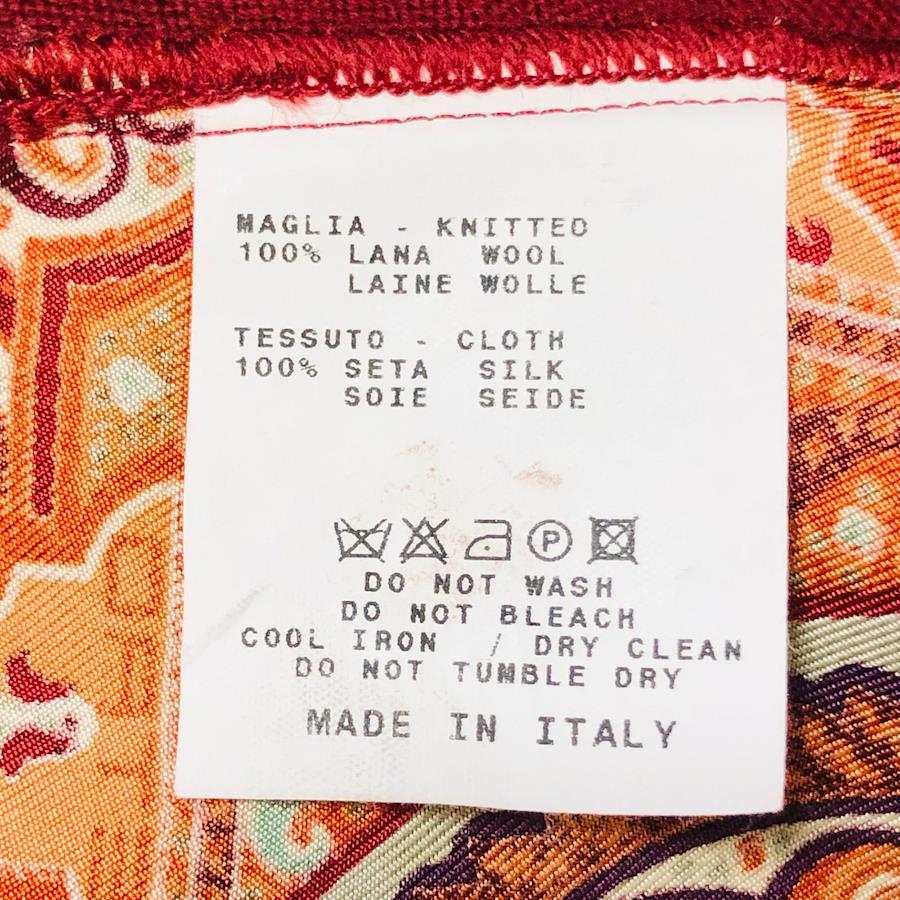 MAGLIA - KNITTED
100% LANA WOOL
LAINE WOLLE
TESSUTO - CLOTH
100% SETA SILK
SOIE SEIDE
P
DO NOT WASH
DO NOT BLEACH
COOL IRON / DRY CLEAN
DO NOT TUMBLE DRY
MADE IN ITALY